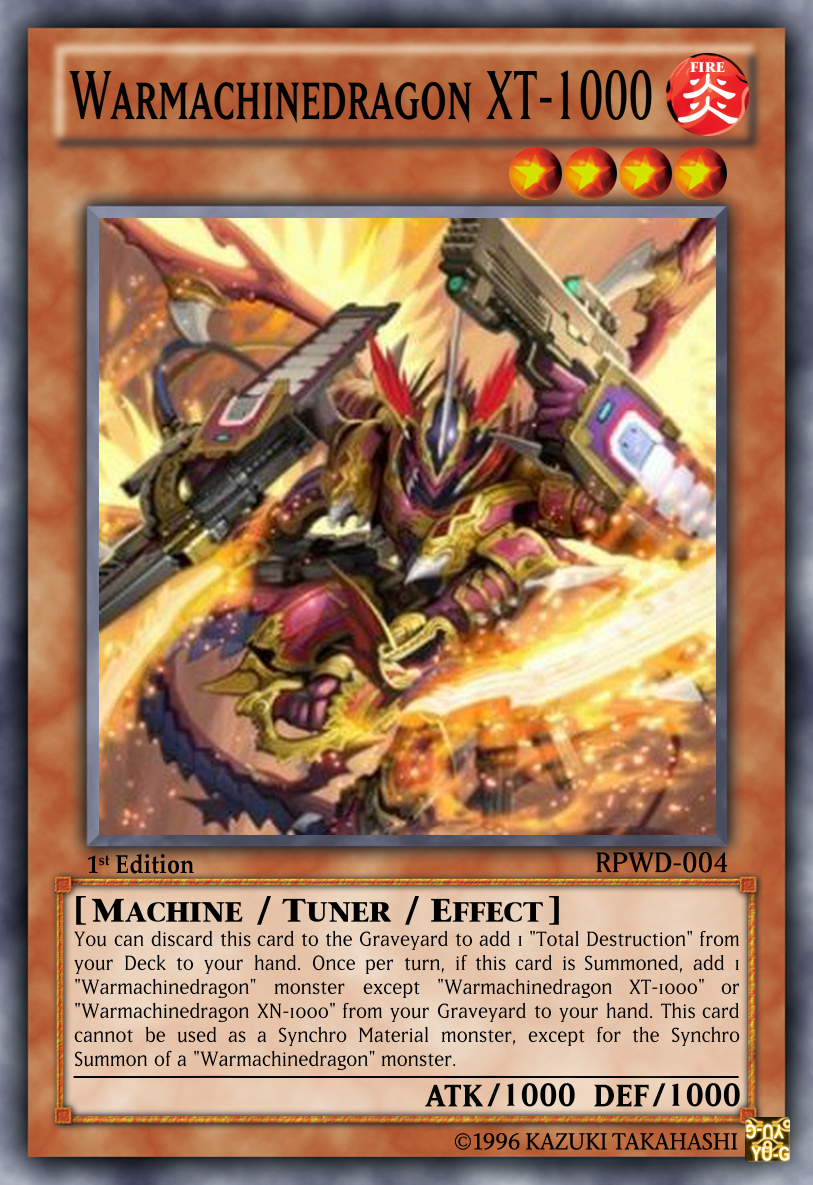 Warmachinedragon XT-1000
FIRE
炎
1st Edition
RPWD-004
[ Machine / Tuner / Effect ]
You can discard this card to the Graveyard to add 1 "Total Destruction" from
your Deck to your hand. Once per turn, if this card is Summoned, add 1
"Warmachinedragon" monster except "Warmachinedragon XT-1000" or
"Warmachinedragon XN-1000" from your Graveyard to your hand. This card
cannot be used as a Synchro Material monster, except for the Synchro
Summon of a "Warmachinedragon" monster.
ATK/1000 DEF/1000
©1996 KAZUKI TAKAHASHI